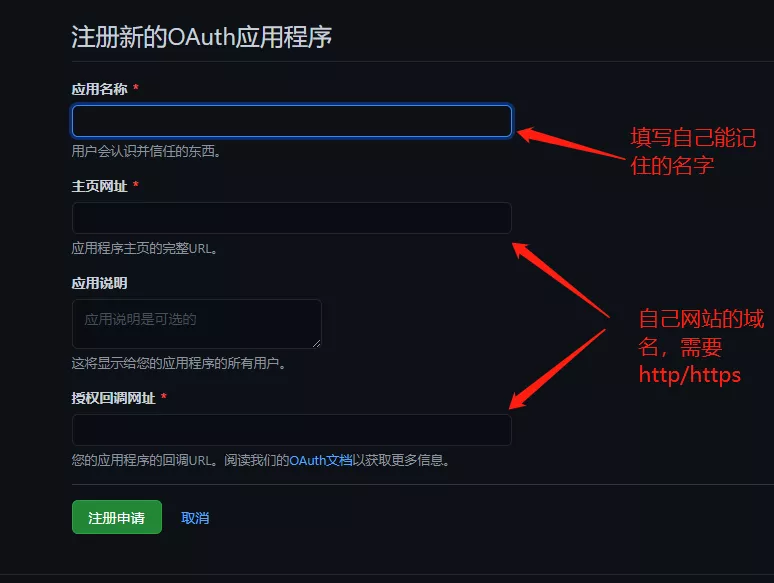 注册新的OAuth应用程序
应用名称 *
用户会认识并信任的东西。
填写自己能记
住的名字
主页网址 *
应用程序主页的完整URL。
应用说明
应用说明是可选的
这将显示给您的应用程序的所有用户。
自己网站的域
名，需要
http/https
授权回调网址 *
您的应用程序的回调URL。阅读我们的OAuth文档以获取更多信息。
注册申请 取消